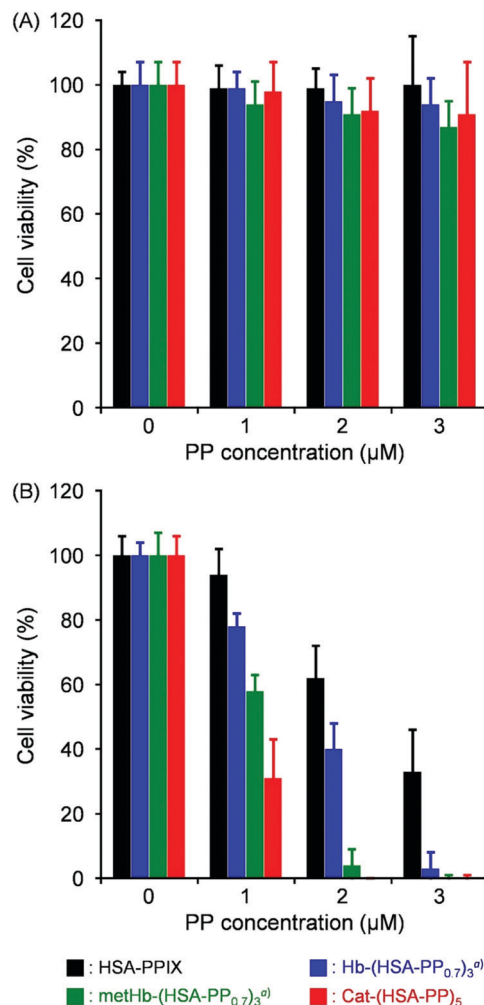 (A)
120
100
80
60
40
20
0
Cell viability (%)
0 1 2 3
PP concentration (µM)
(B)
120
100
80
60
40
20
0
Cell viability (%)
0 1 2 3
PP concentration (µM)
: HSA-PPIX : Hb-(HSA-PP0.7)3a)
: metHb-(HSA-PP0.7)3a) : Cat-(HSA-PP)5